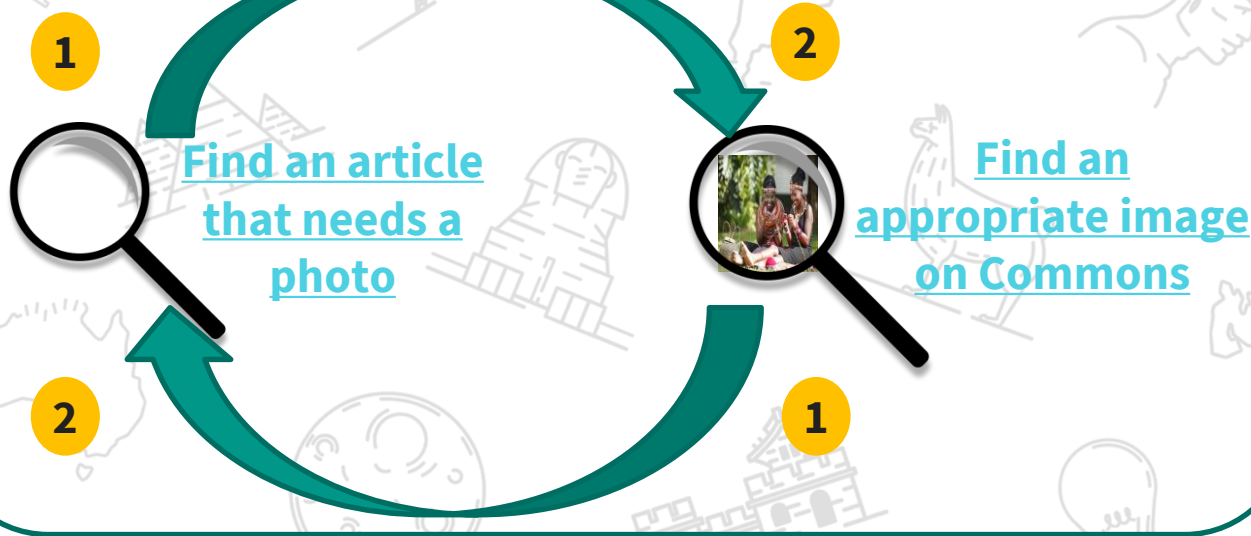 1
2
Find an article
that needs a
photo
Find an
appropriate image
on Commons
2
1